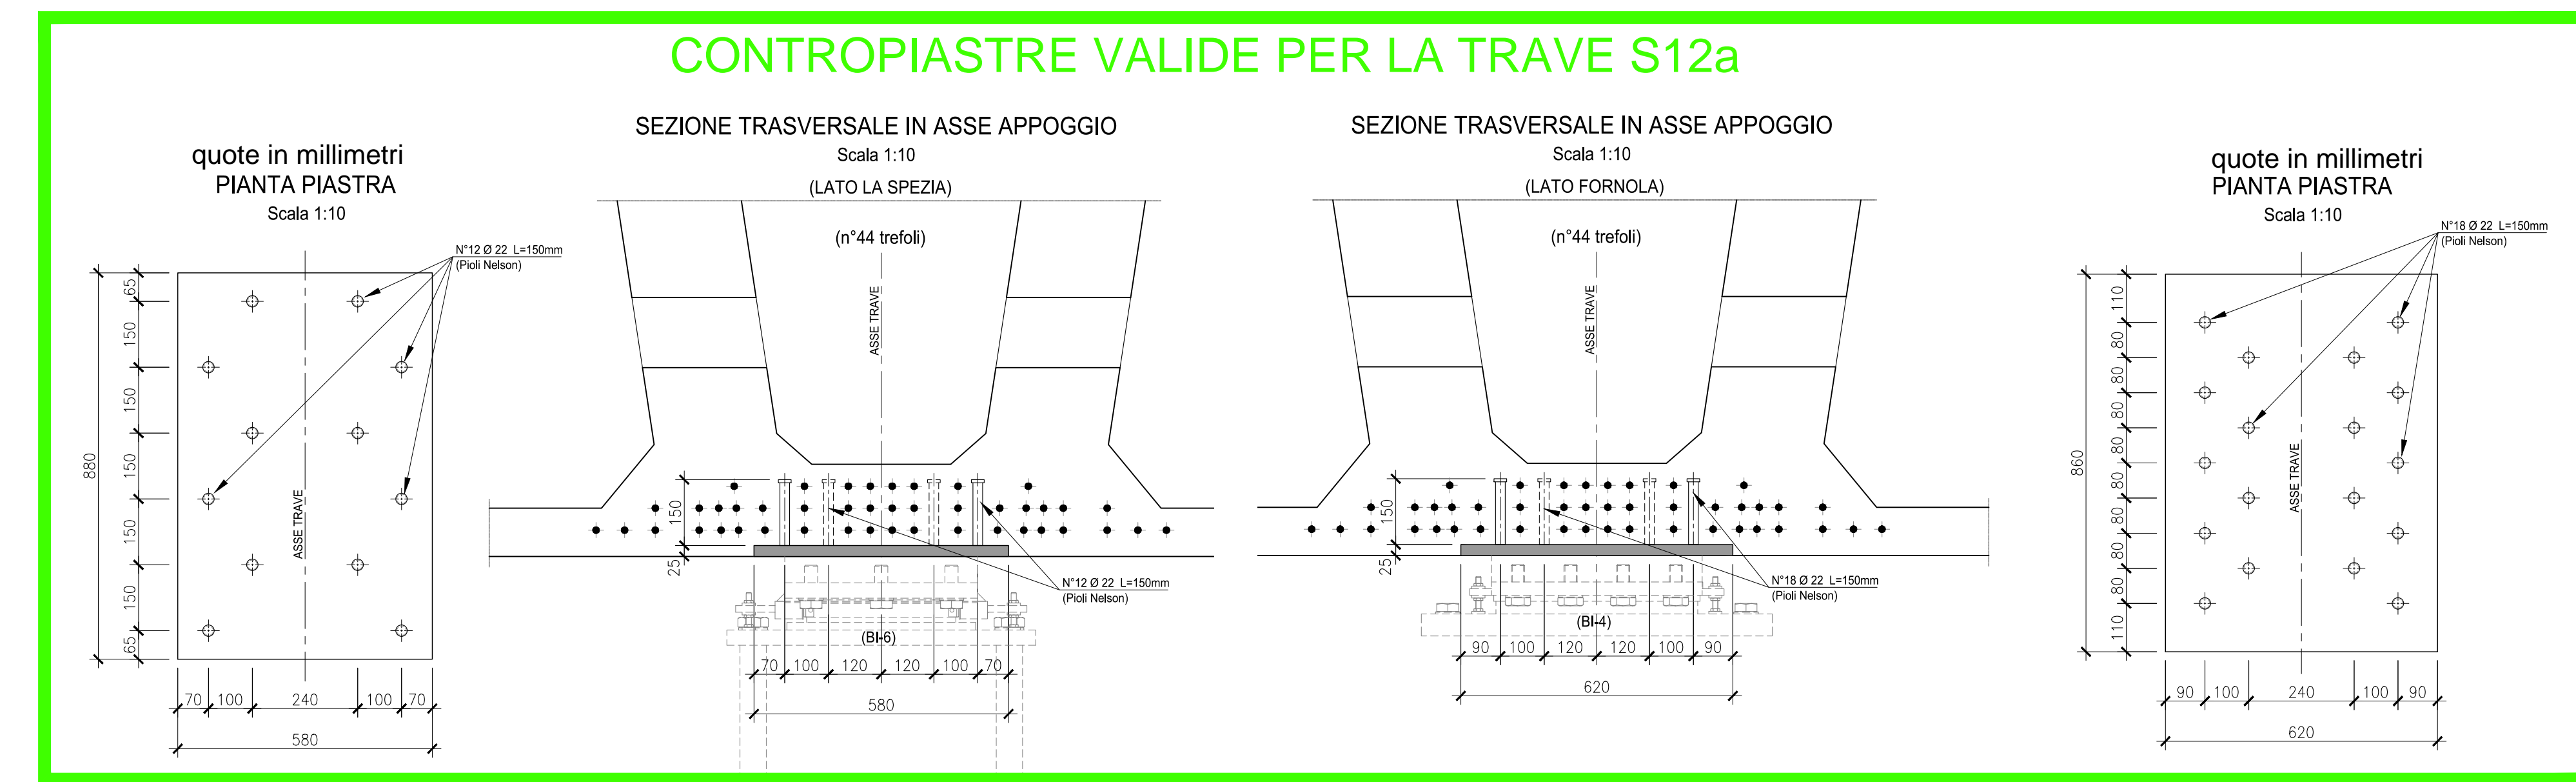 CONTROPIASTRE VALIDE PER LA TRAVE S12a
quote in millimetri
PIANTA PIASTRA
Scala 1:10
N°12 Ø 22 L=150mm
(Pioli Nelson)
65
150
150
150
150
150
65
880
ASSE TRAVE
70
100
240
100
70
580
SEZIONE TRASVERSALE IN ASSE APPOGGIO
Scala 1:10
(LATO LA SPEZIA)
(n°44 trefoli)
ASSE TRAVE
150
25
N°12 Ø 22 L=150mm
(Pioli Nelson)
(BI-6)
70
100
120
120
100
70
580
SEZIONE TRASVERSALE IN ASSE APPOGGIO
Scala 1:10
(LATO FORNOLA)
(n°44 trefoli)
ASSE TRAVE
150
25
N°18 Ø 22 L=150mm
(Pioli Nelson)
(BI-4)
90
100
120
120
100
90
620
quote in millimetri
PIANTA PIASTRA
Scala 1:10
N°18 Ø 22 L=150mm
(Pioli Nelson)
110
80
80
80
80
80
80
80
80
110
860
ASSE TRAVE
90
100
240
100
90
620